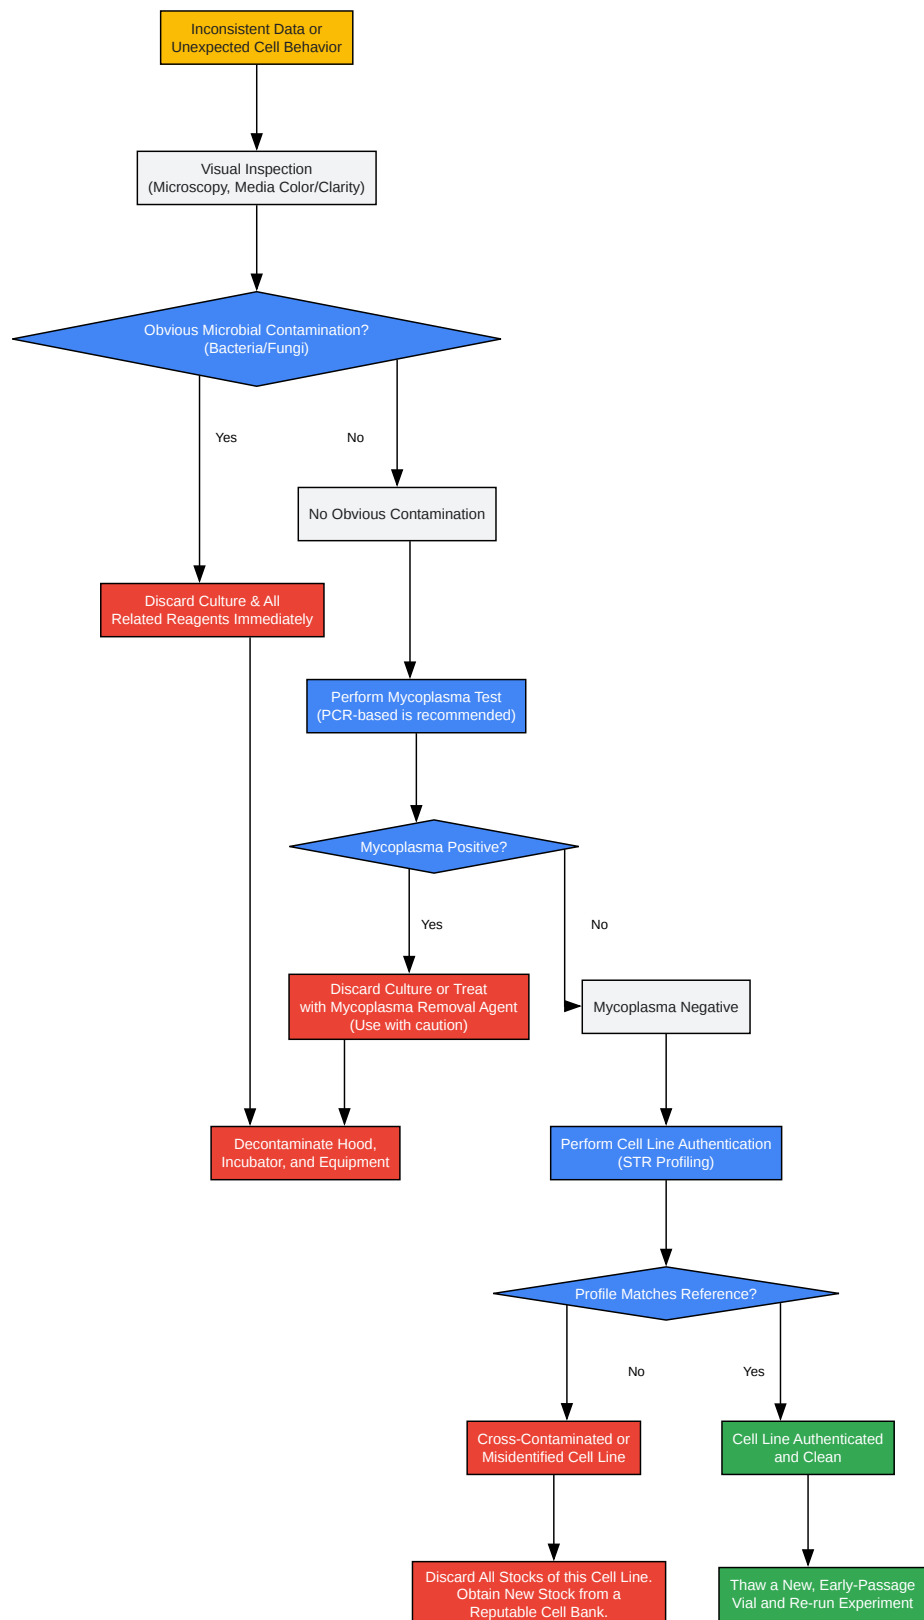 Inconsistent Data or
Unexpected Cell Behavior
Visual Inspection
(Microscopy, Media Color/Clarity)
Obvious Microbial Contamination?
(Bacteria/Fungi)
Yes
No
No Obvious Contamination
Discard Culture & All
Related Reagents Immediately
Perform Mycoplasma Test
(PCR-based is recommended)
Mycoplasma Positive?
Yes
No
Discard Culture or Treat
with Mycoplasma Removal Agent
(Use with caution)
Mycoplasma Negative
Decontaminate Hood,
Incubator, and Equipment
Perform Cell Line Authentication
(STR Profiling)
Profile Matches Reference?
No
Yes
Cross-Contaminated or
Misidentified Cell Line
Cell Line Authenticated
and Clean
Discard All Stocks of this Cell Line.
Obtain New Stock from a
Reputable Cell Bank.
Thaw a New, Early-Passage
Vial and Re-run Experiment